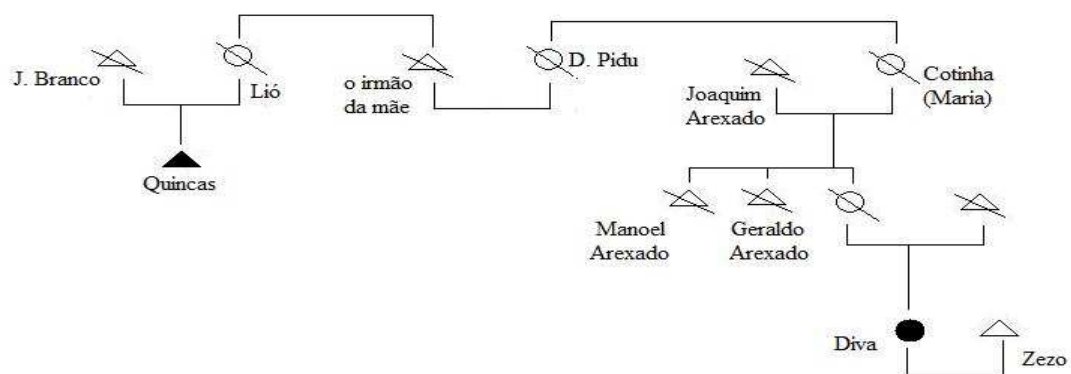 J. Branco
Lió
o irmão
da mãe
D. Pidu
Joaquim
Arexado
Cotinha
(Maria)
Quincas
Manoel
Arexado
Geraldo
Arexado
Diva
Zezo